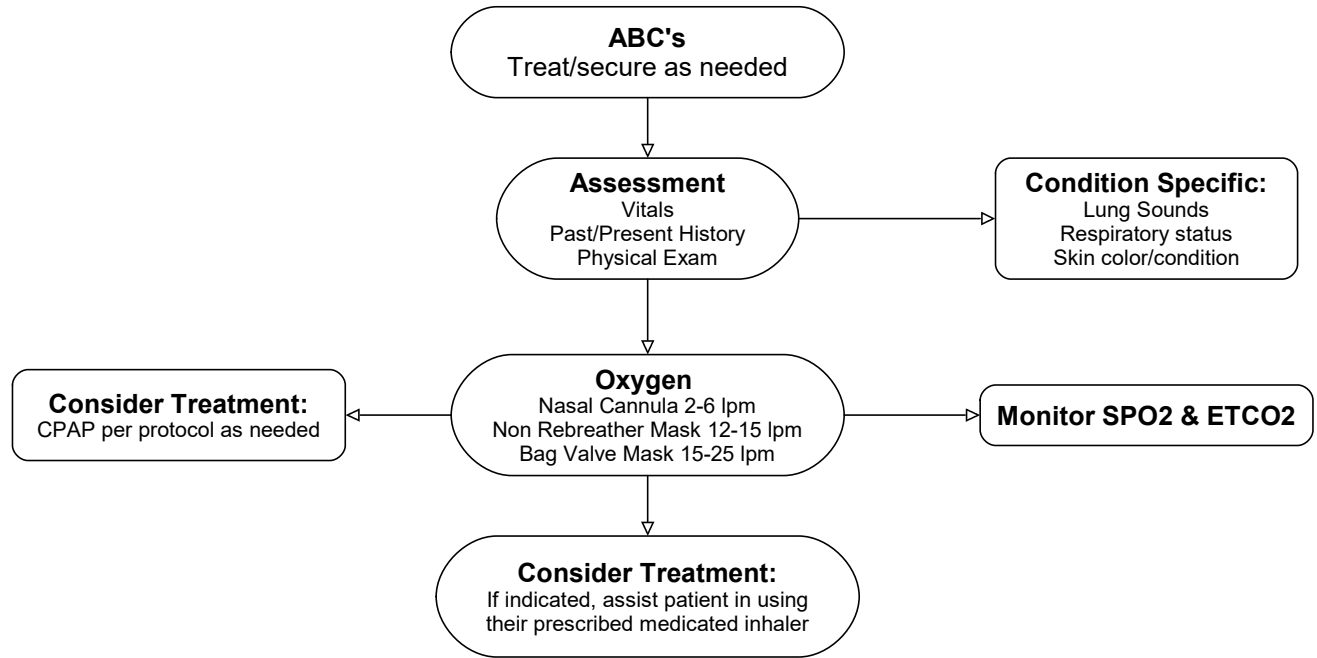 ABC's
Treat/secure as needed
Assessment
Vitals
Past/Present History
Physical Exam
Condition Specific:
Lung Sounds
Respiratory status
Skin color/condition
Consider Treatment:
CPAP per protocol as needed
Oxygen
Nasal Cannula 2-6 lpm
Non Rebreather Mask 12-15 lpm
Bag Valve Mask 15-25 lpm
Monitor SPO2 & ETCO2
Consider Treatment:
If indicated, assist patient in using
their prescribed medicated inhaler